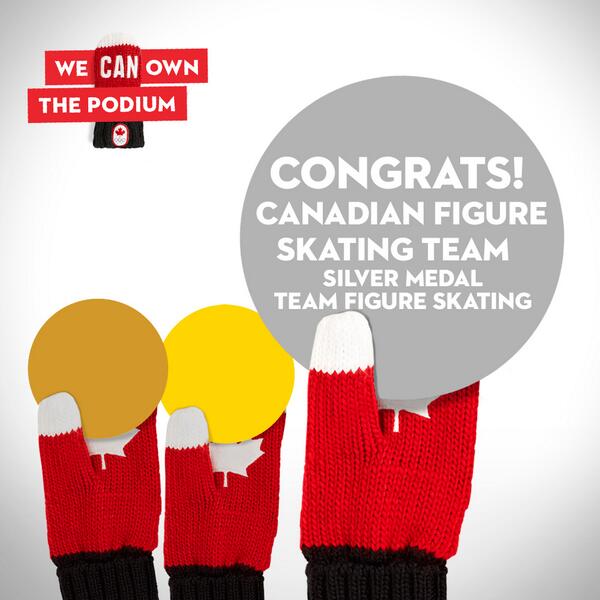 WE CAN OWN
THE PODIUM
CONGRATS!
CANADIAN FIGURE
SKATING TEAM
SILVER MEDAL
TEAM FIGURE SKATING